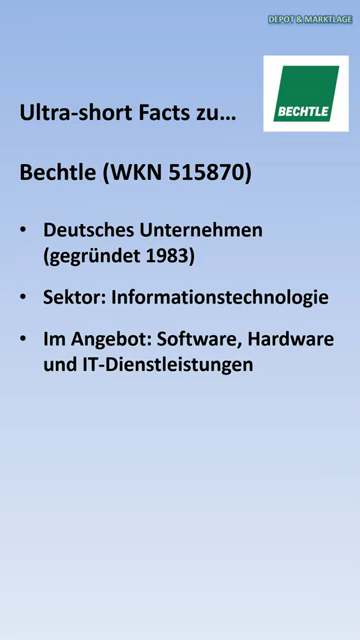 DEPOT & MARKTLAGE
BECHTLE
Ultra-short Facts zu…
Bechtle (WKN 515870)
• Deutsches Unternehmen
(gegründet 1983)
• Sektor: Informationstechnologie
• Im Angebot: Software, Hardware
und IT-Dienstleistungen